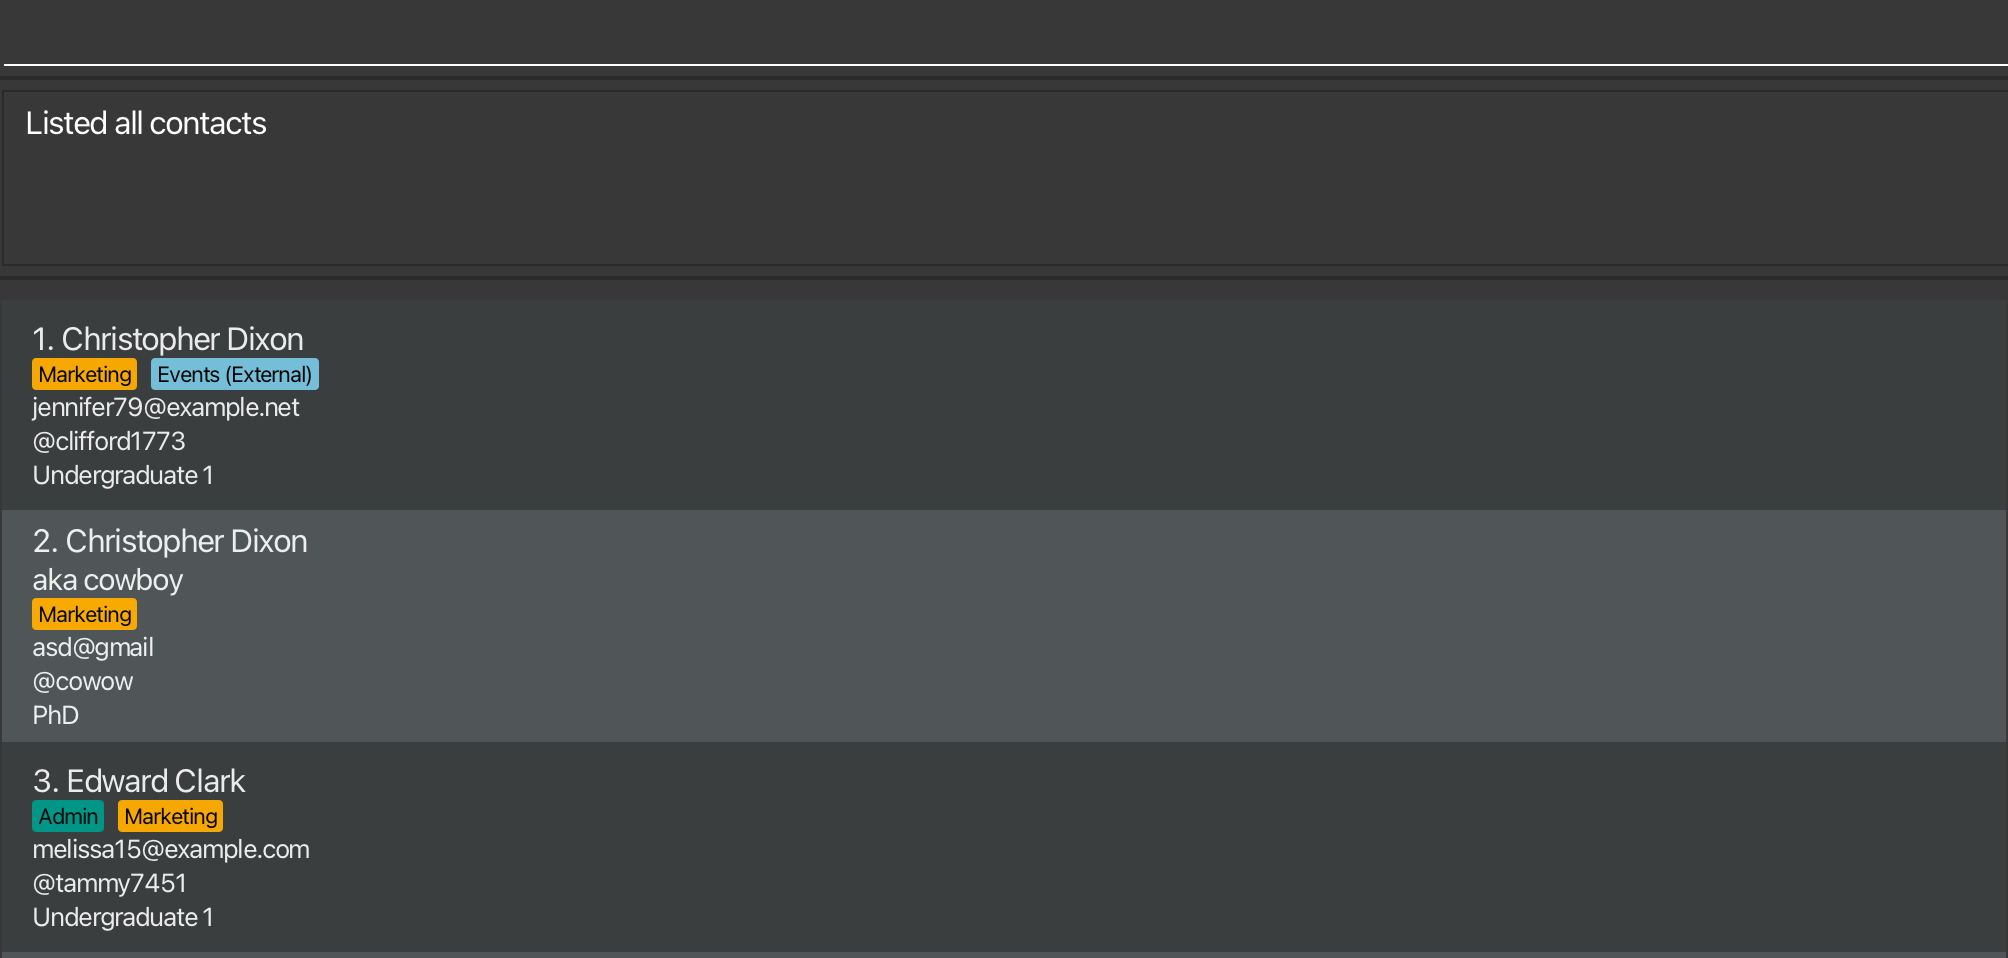 Listed all contacts
1. Christopher Dixon
Marketing Events (External)
jennifer79@example.net
@clifford1773
Undergraduate 1
2. Christopher Dixon
aka cowboy
Marketing
asd@gmail
@cowow
PhD
3. Edward Clark
Admin Marketing
melissa15@example.com
@tammy7451
Undergraduate 1